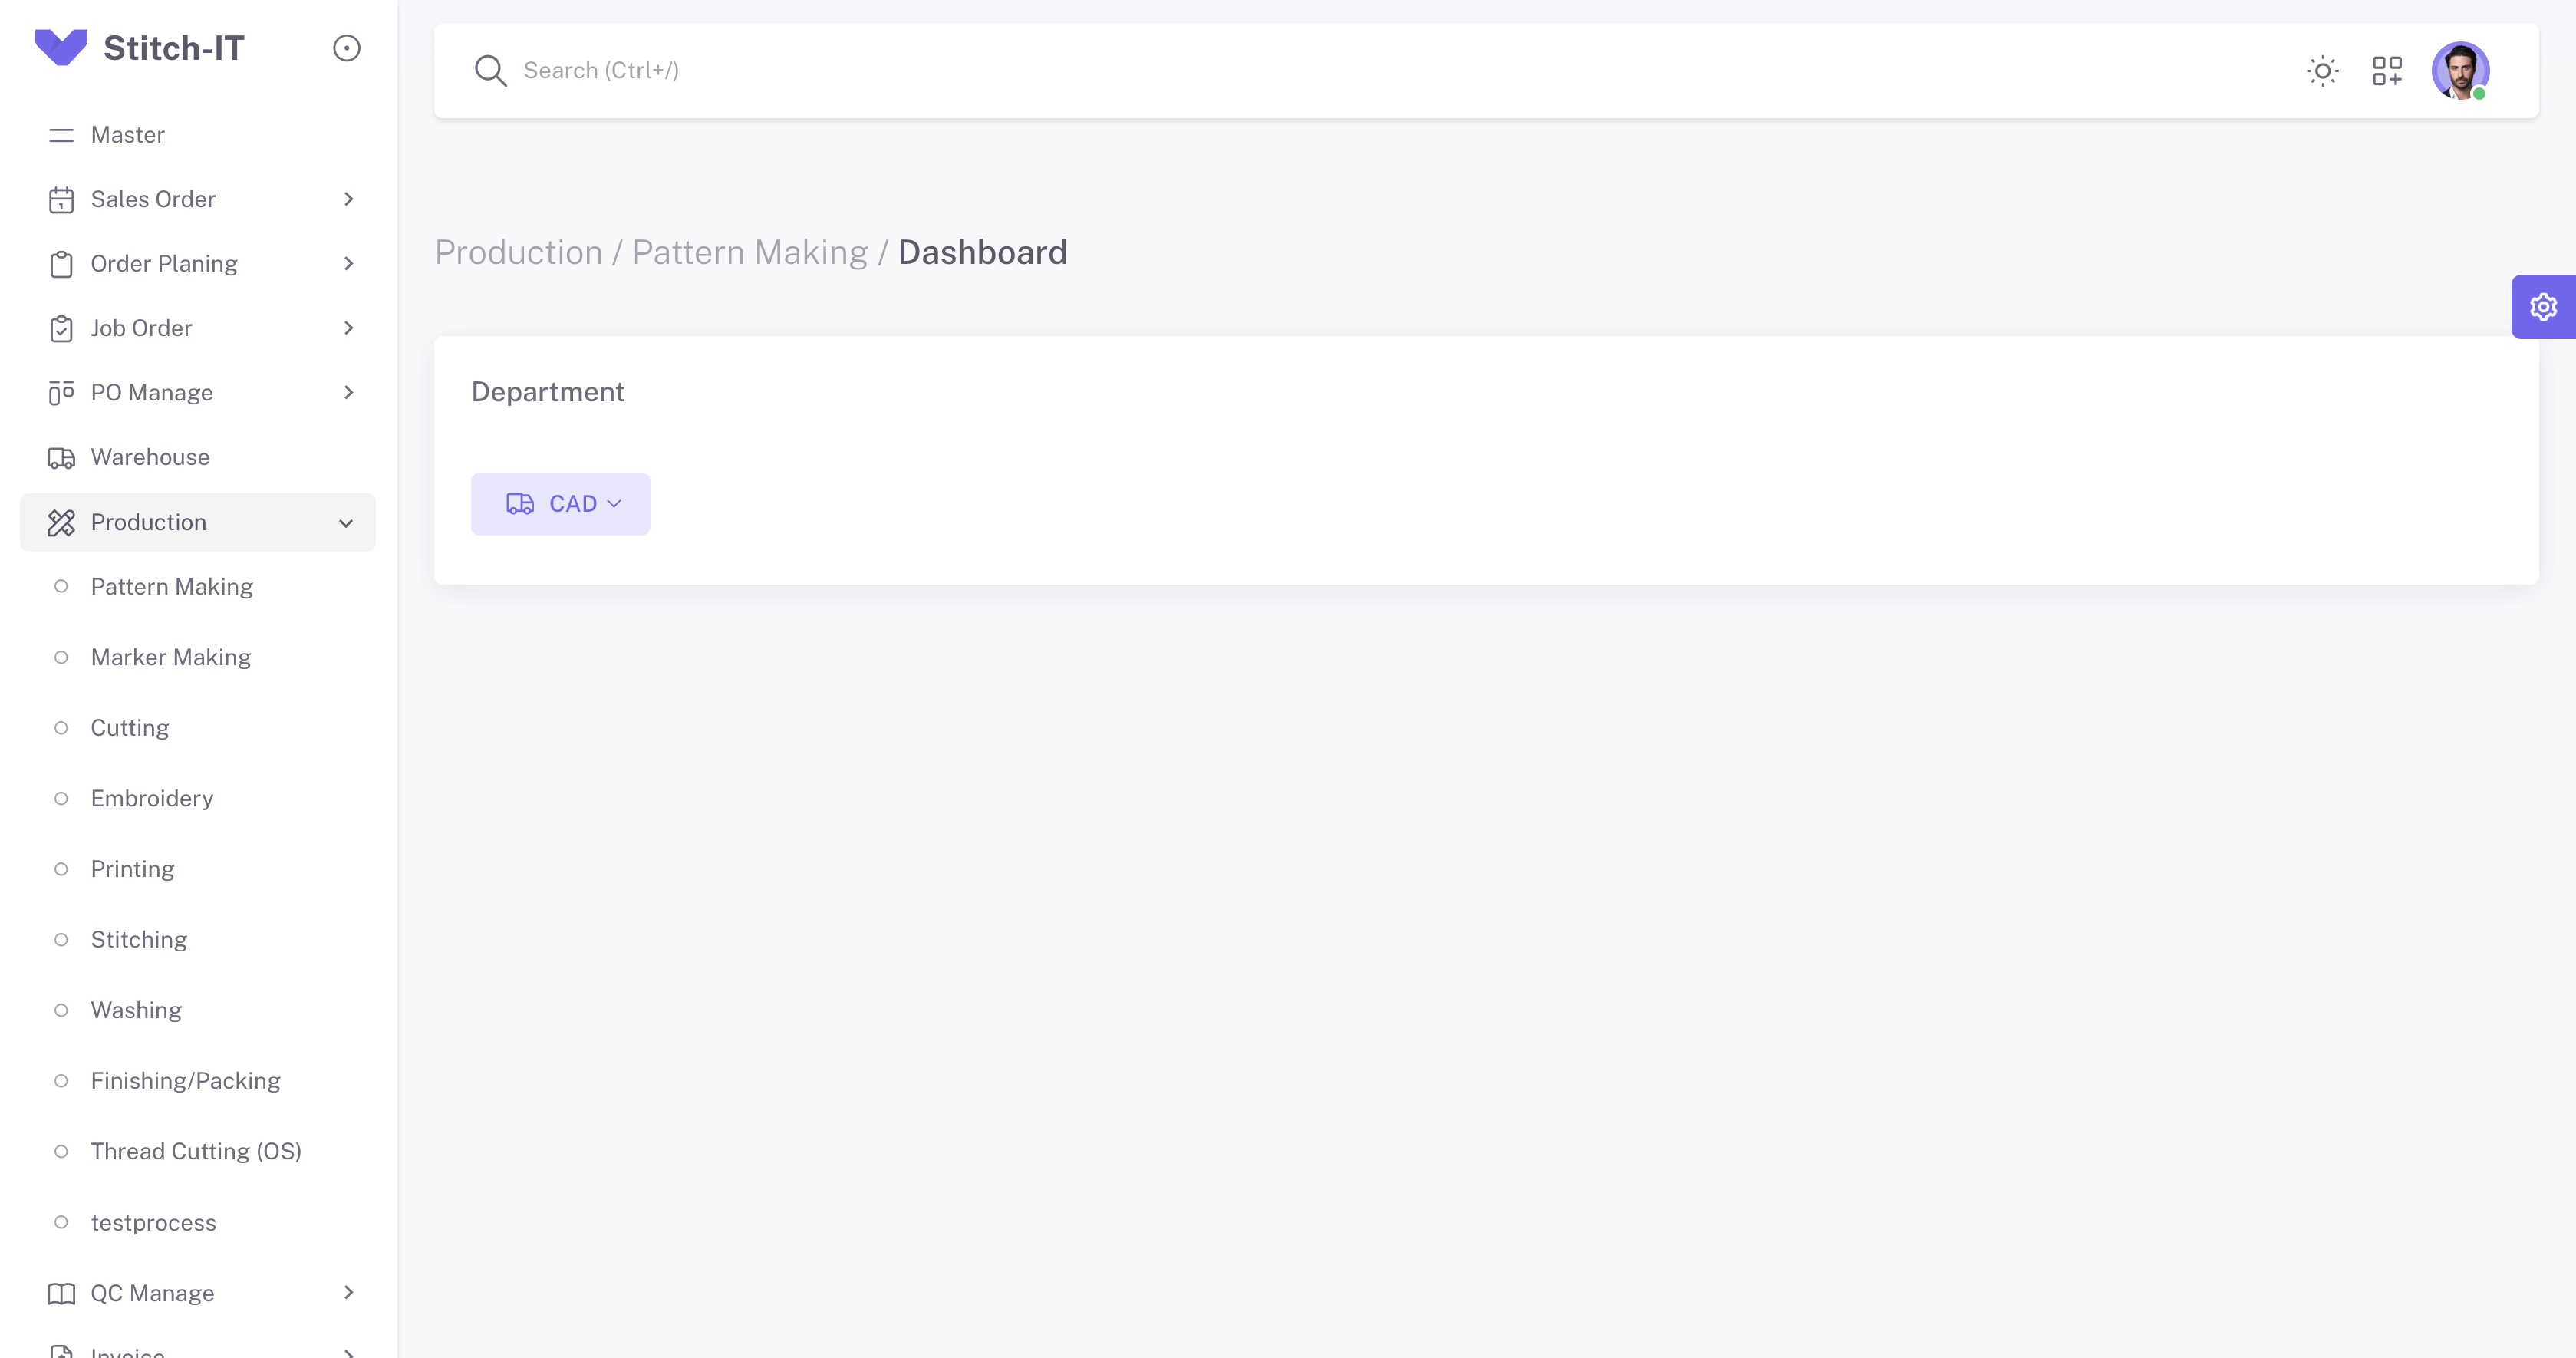 Stitch-IT
Search (Ctrl+/)
Master
Sales Order
Order Planing
Job Order
PO Manage
Warehouse
Production
Pattern Making
Marker Making
Cutting
Embroidery
Printing
Stitching
Washing
Finishing/Packing
Thread Cutting (OS)
testprocess
QC Manage
Invoice
Production / Pattern Making / Dashboard
Department
CAD